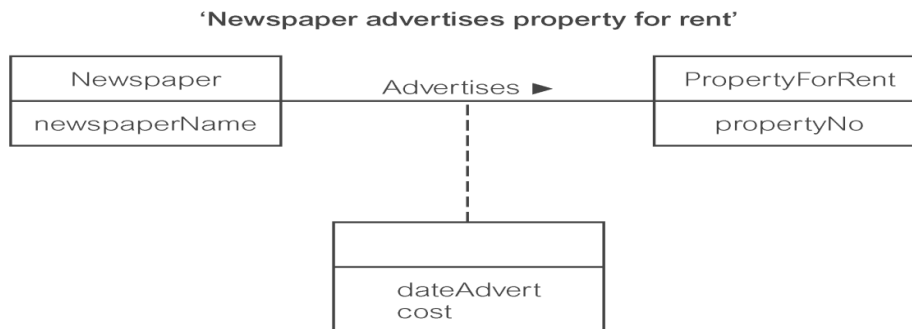 ‘Newspaper advertises property for rent’
Newspaper
Advertises ►
PropertyForRent
newspaperName
propertyNo
dateAdvert
cost